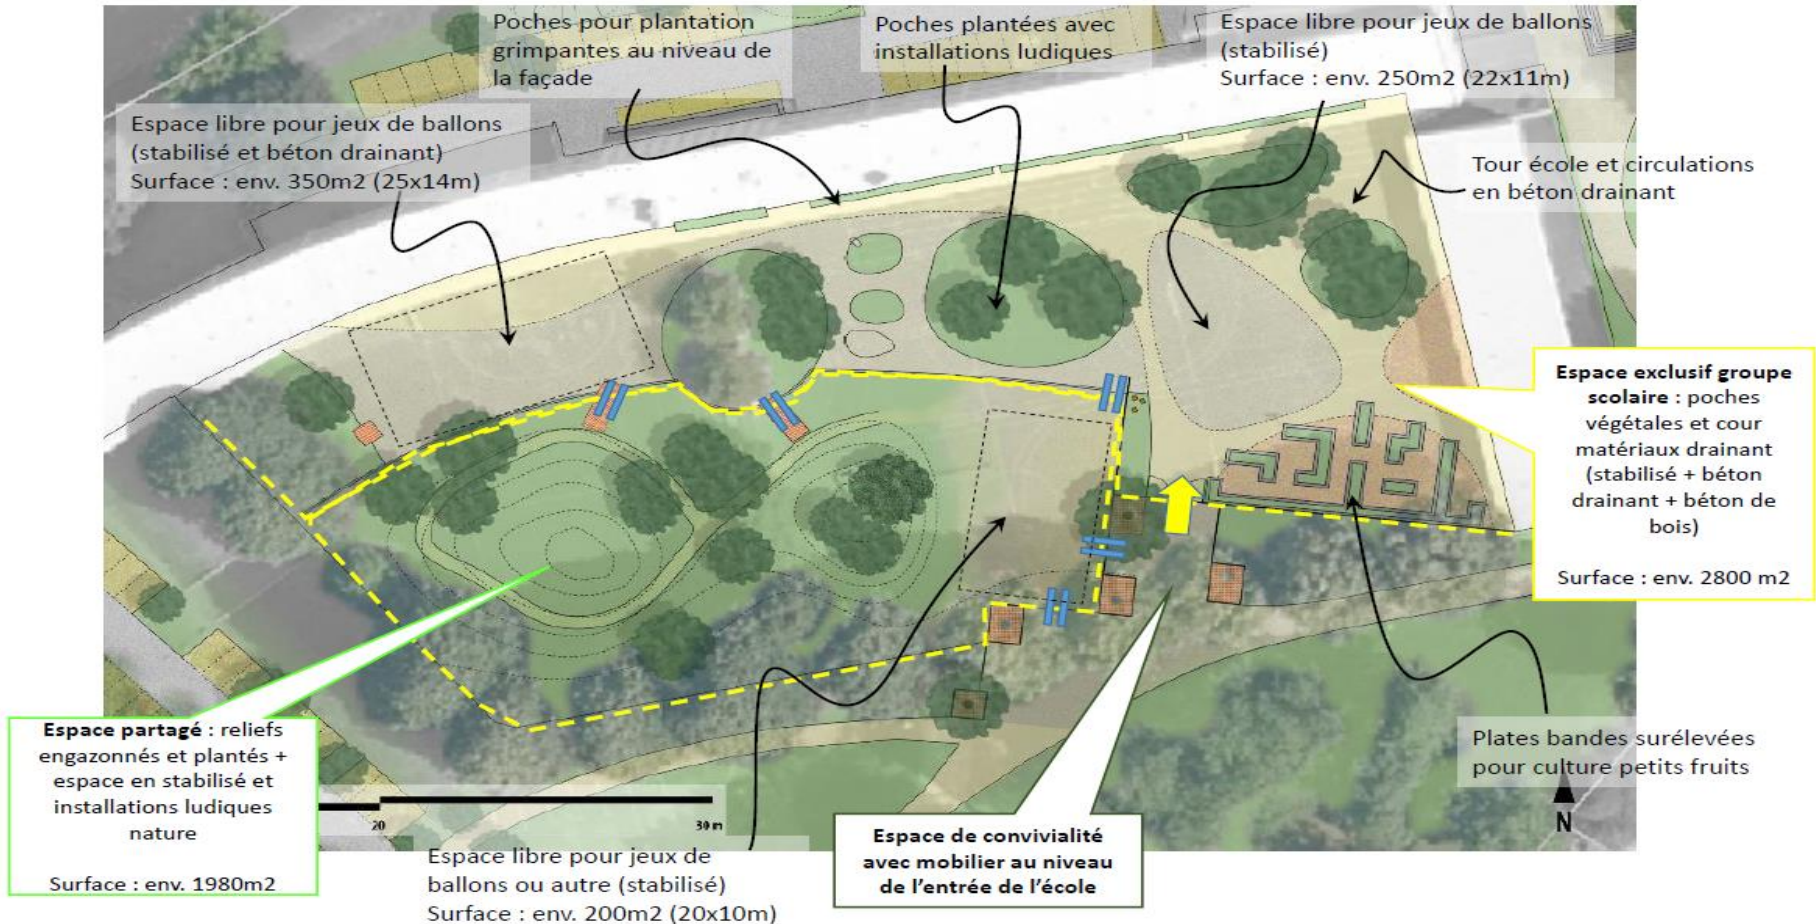 Poches pour plantation
grimpantes au niveau de
la façade
Poches plantées avec
installations ludiques
Espace libre pour jeux de ballons
(stabilisé)
Surface : env. 250m2 (22x11m)
Espace libre pour jeux de ballons
(stabilisé et béton drainant)
Surface : env. 350m2 (25x14m)
Tour école et circulations
en béton drainant
Espace exclusif groupe
scolaire : poches
végétales et cour
matériaux drainant
(stabilisé + béton
drainant + béton de
bois)
Surface : env. 2800 m2
Espace partagé : reliefs
engazonnés et plantés +
espace en stabilisé et
installations ludiques
nature
Surface : env. 1980m2
20
30 m
Espace libre pour jeux de
ballons ou autre (stabilisé)
Surface : env. 200m2 (20x10m)
Espace de convivialité
avec mobilier au niveau
de l'entrée de l'école
Plates bandes surélevées
pour culture petits fruits
N